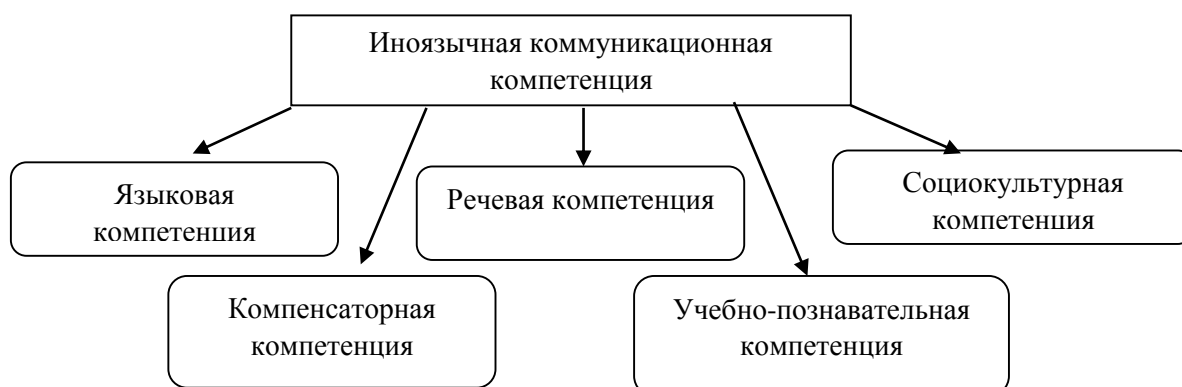 Иноязычная коммуникационная
компетенция
Языковая
компетенция
Речевая компетенция
Социокультурная
компетенция
Компенсаторная
компетенция
Учебно-познавательная
компетенция